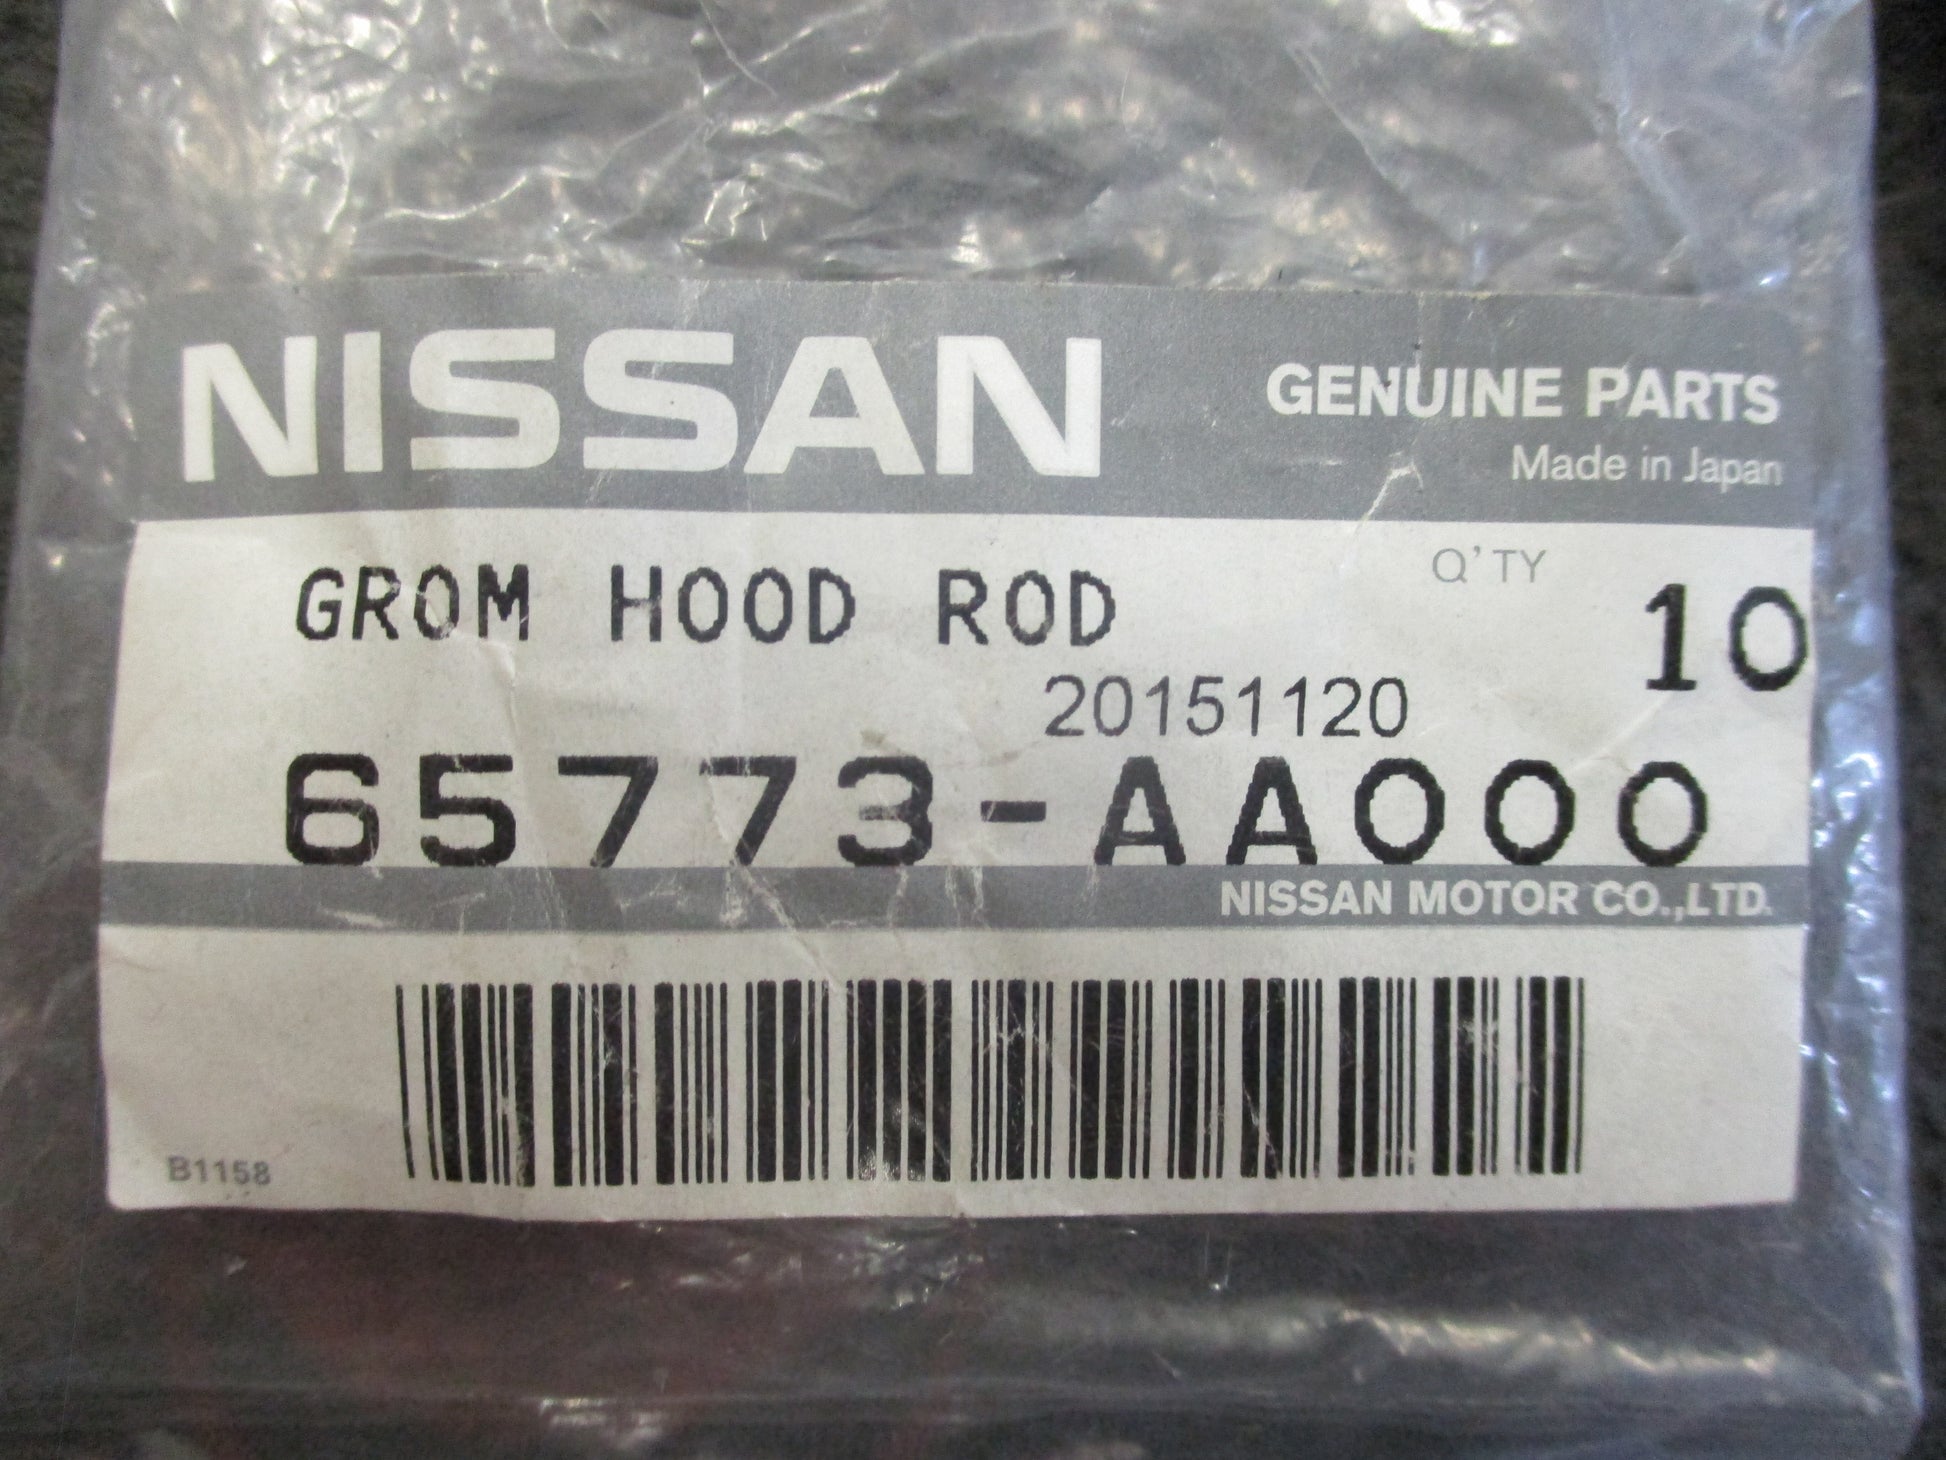 NISSAN
GENUINE PARTS
Made in Japan
GROM HOOD ROD
Q'TY
10
20151120
65773-AA000
NISSAN MOTOR CO.,LTD.
B1158